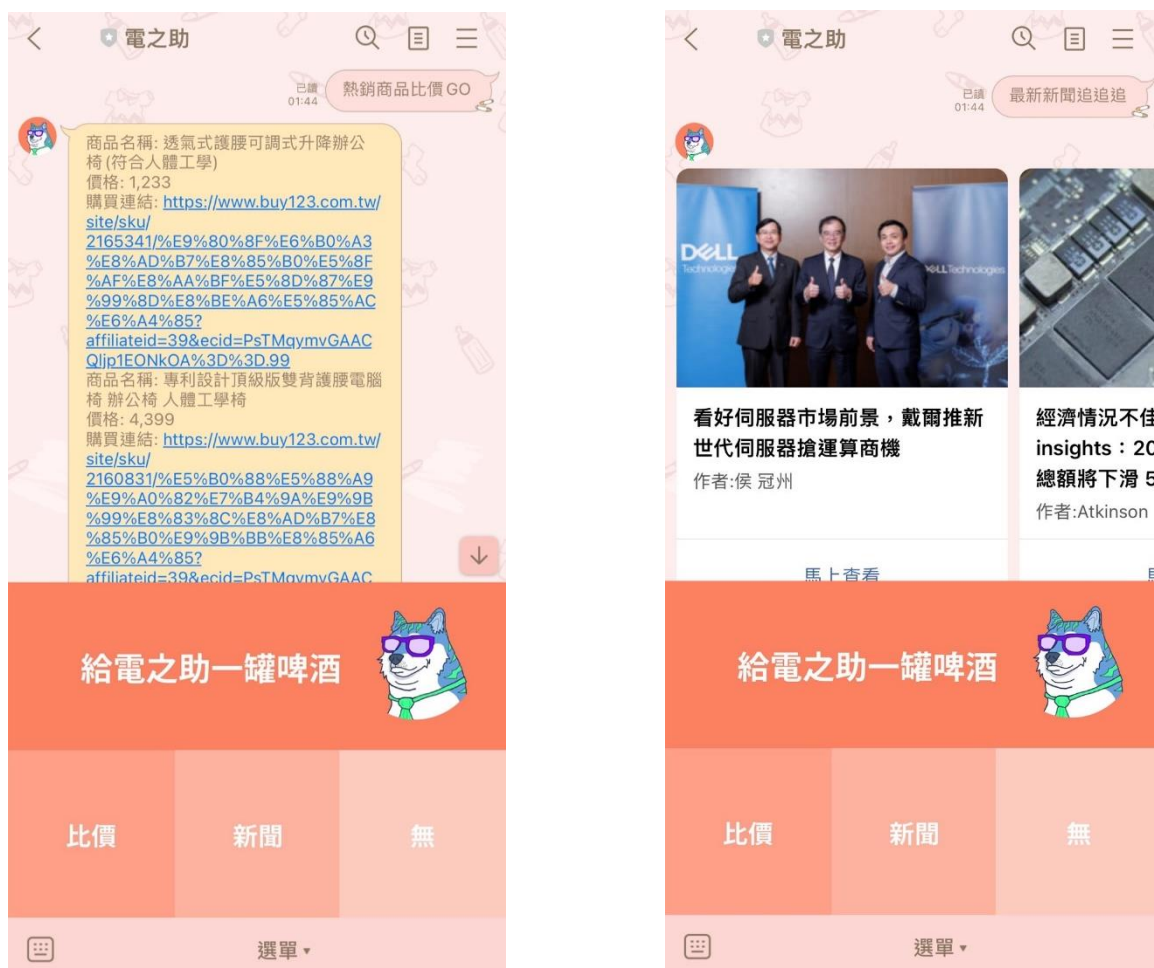 電之助
已讀
01:44
熱銷商品比價GO
商品名稱: 透氣式護腰可調式升降辦公
椅 (符合人體工學)
價格: 1,233
購買連結: https://www.buy123.com.tw/
site/sku/
2165341/%E9%80%8F%E6%B0%A3
%E8%AD%B7%E8%85%B0%E5%8F
%AF%E8%AA%BF%E5%8D%87%E9
%99%8D%E8%BE%A6%E5%85%AC
%E6%A4%85?
affiliateid=39&ecid=PsTMqymvGAAC
Qljp1EONkOA%3D%3D.99
商品名稱: 專利設計頂級版雙背護腰電腦
椅 辦公椅 人體工學椅
價格: 4,399
購買連結: https://www.buy123.com.tw/
site/sku/
2160831/%E5%B0%88%E5%88%A9
%E9%A0%82%E7%B4%9A%E9%9B
%99%E8%83%8C%E8%AD%B7%E8
%85%B0%E9%9B%BB%E8%85%A6
%E6%A4%85?
affiliateid=39&ecid=PsTMqymvGAAC
給電之助一罐啤酒
比價
新聞
無
選單
電之助
已讀
01:44
最新新聞追追追
DELL
Technologies
DELLTechnologies
看好伺服器市場前景，戴爾推新
世代伺服器搶運算商機
作者:侯 冠州
馬上查看
經濟情況不佳
insights：20
總額將下滑 5
作者:Atkinson
給電之助一罐啤酒
比價
新聞
無
選單